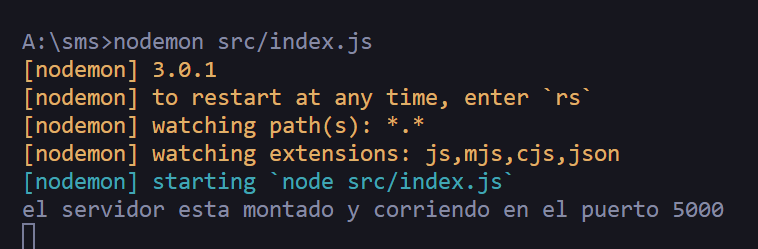 A:\sms>nodemon src/index.js
[nodemon] 3.0.1
[nodemon] to restart at any time, enter `rs`
[nodemon] watching path(s): *.*
[nodemon] watching extensions: js,mjs,cjs,json
[nodemon] starting `node src/index.js`
el servidor esta montado y corriendo en el puerto 5000